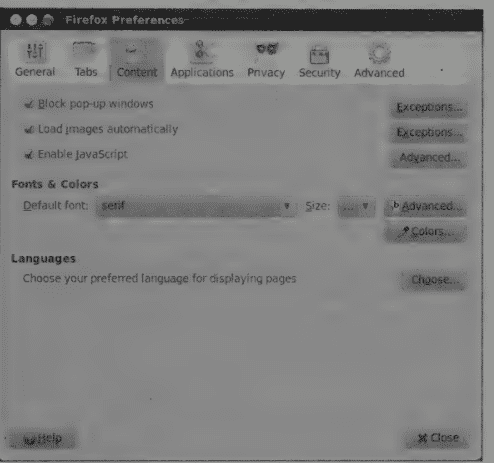 Firefox Preferences
General Tabs Content Applications Privacy Security Advanced
Block pop-up windows Exceptions...
Load images automatically Exceptions...
Enable JavaScript Advanced...
Fonts & Colors
Default font: serif Size: ... Advanced...
Colors...
Languages
Choose your preferred language for displaying pages Choose...
Help Close